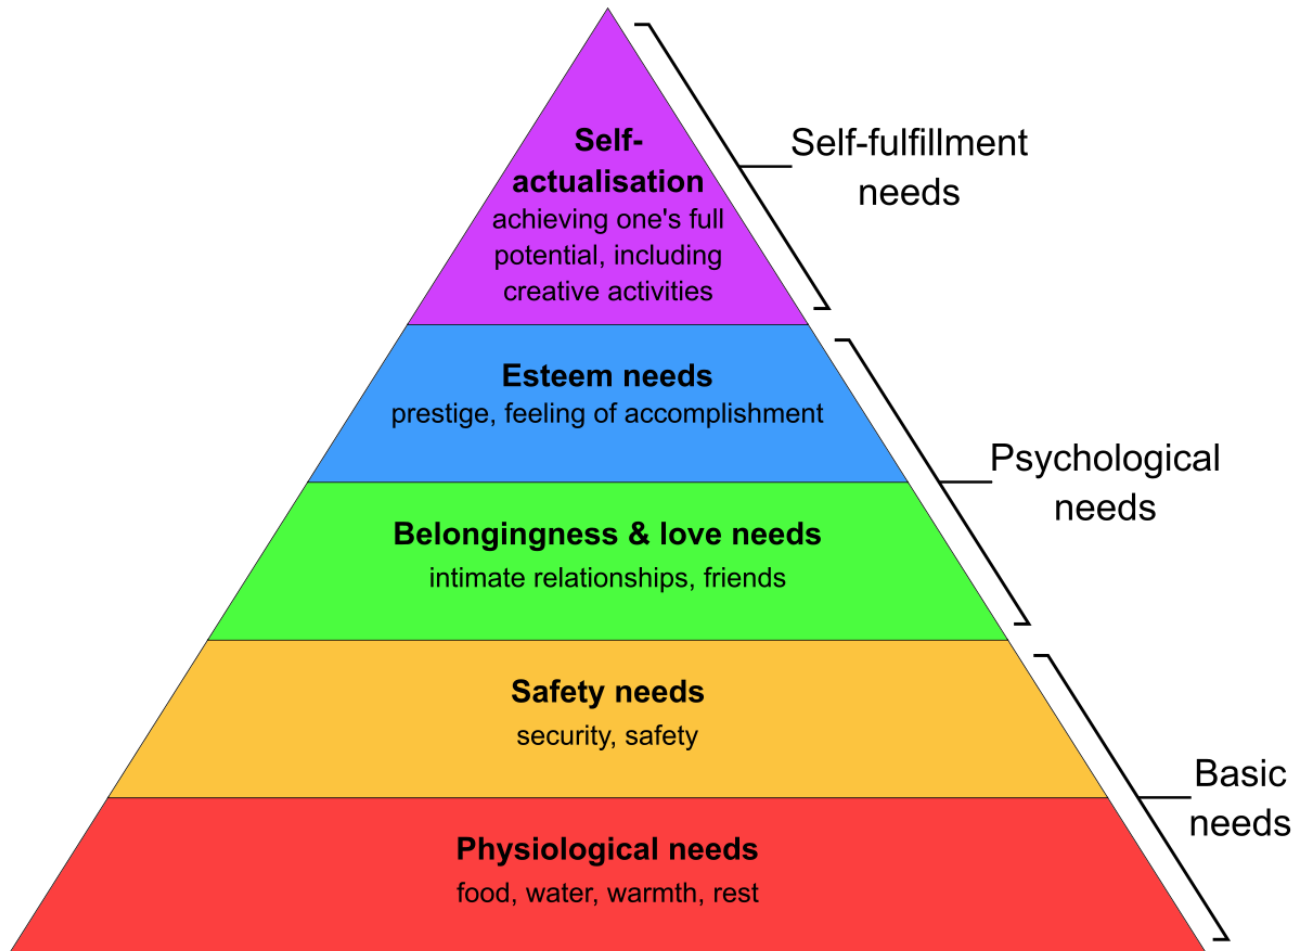 Self-
actualisation
achieving one's full
potential, including
creative activities
Self-fulfillment
needs
Esteem needs
prestige, feeling of accomplishment
Psychological
needs
Belongingness & love needs
intimate relationships, friends
Safety needs
security, safety
Basic
needs
Physiological needs
food, water, warmth, rest